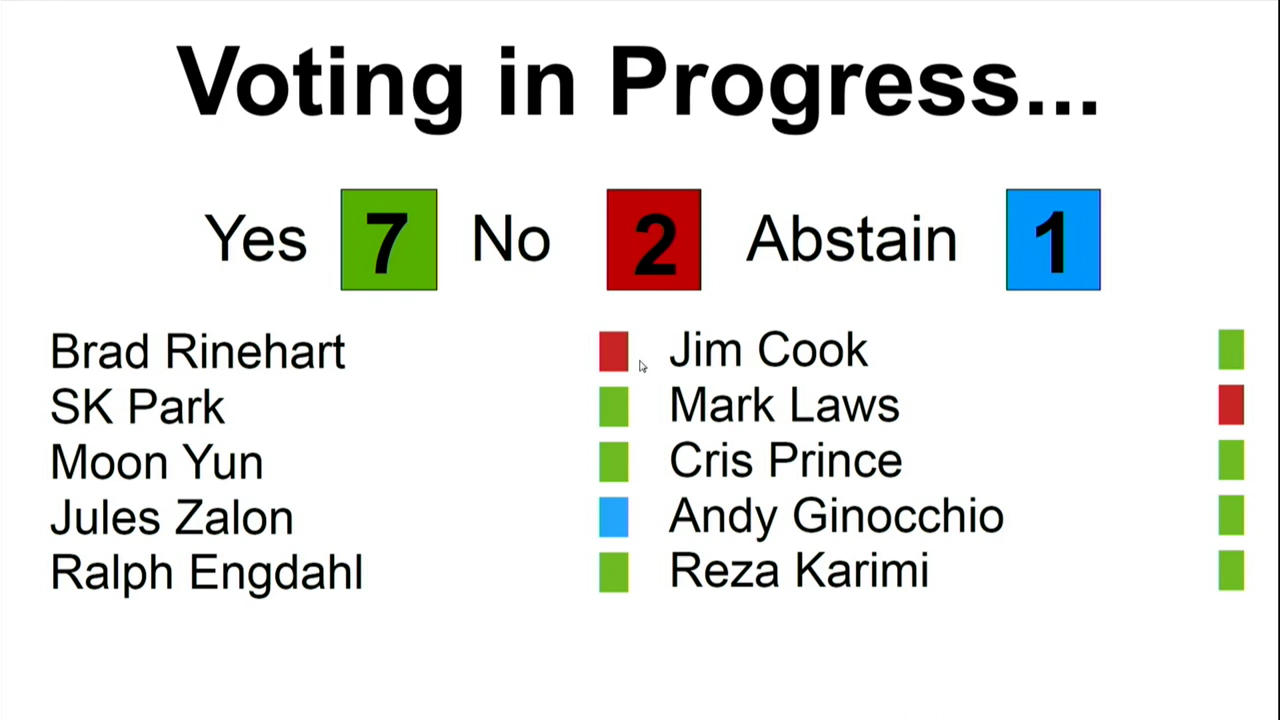 Voting in Progress...
Yes 7 No 2 Abstain 1
Brad Rinehart
SK Park
Moon Yun
Jules Zalon
Ralph Engdahl
Jim Cook
Mark Laws
Cris Prince
Andy Ginocchio
Reza Karimi